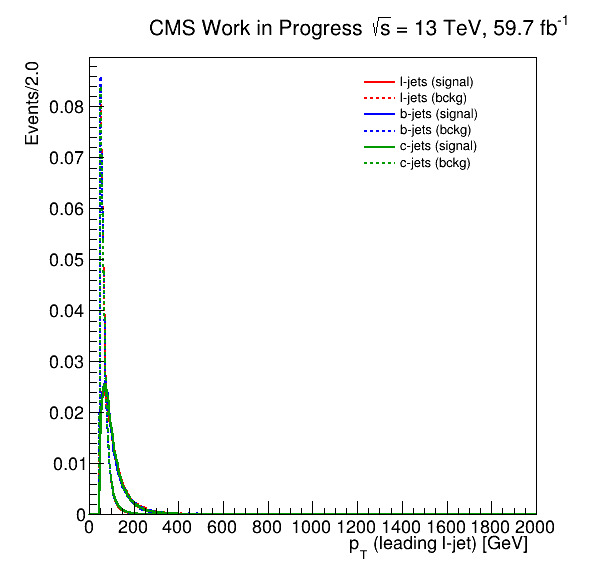 CMS Work in Progress √s = 13 TeV, 59.7 fb⁻¹
Events/2.0
l-jets (signal)
l-jets (bckg)
b-jets (signal)
b-jets (bckg)
c-jets (signal)
c-jets (bckg)
0.08
0.07
0.06
0.05
0.04
0.03
0.02
0.01
0
0 200 400 600 800 1000 1200 1400 1600 1800 2000
p_T (leading l-jet) [GeV]